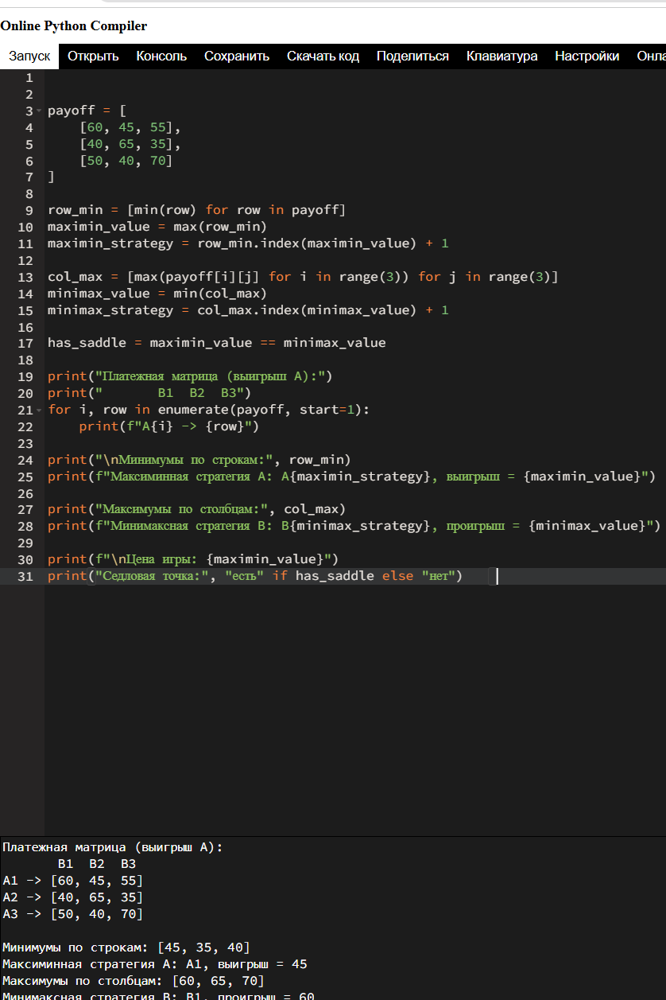 Online Python Compiler
Запуск Открыть Консоль Сохранить Скачать код Поделиться Клавиатура Настройки Онла
1
2
3 payoff = [
4     [60, 45, 55],
5     [40, 65, 35],
6     [50, 40, 70]
7 ]
8
9 row_min = [min(row) for row in payoff]
10 maximin_value = max(row_min)
11 maximin_strategy = row_min.index(maximin_value) + 1
12
13 col_max = [max(payoff[i][j] for i in range(3)) for j in range(3)]
14 minimax_value = min(col_max)
15 minimax_strategy = col_max.index(minimax_value) + 1
16
17 has_saddle = maximin_value == minimax_value
18
19 print("Платежная матрица (выигрыш A):")
20 print("       B1  B2  B3")
21 for i, row in enumerate(payoff, start=1):
22     print(f"A{i} -> {row}")
23
24 print("\nМинимумы по строкам:", row_min)
25 print(f"Максиминная стратегия A: A{maximin_strategy}, выигрыш = {maximin_value}")
26
27 print("Максимумы по столбцам:", col_max)
28 print(f"Минимаксная стратегия B: B{minimax_strategy}, проигрыш = {minimax_value}")
29
30 print(f"\nЦена игры: {maximin_value}")
31 print("Седловая точка:", "есть" if has_saddle else "нет")
Платежная матрица (выигрыш A):
       B1  B2  B3
A1 -> [60, 45, 55]
A2 -> [40, 65, 35]
A3 -> [50, 40, 70]
Минимумы по строкам: [45, 35, 40]
Максиминная стратегия A: A1, выигрыш = 45
Максимумы по столбцам: [60, 65, 70]
Минимаксная стратегия B: B1, проигрыш = 60